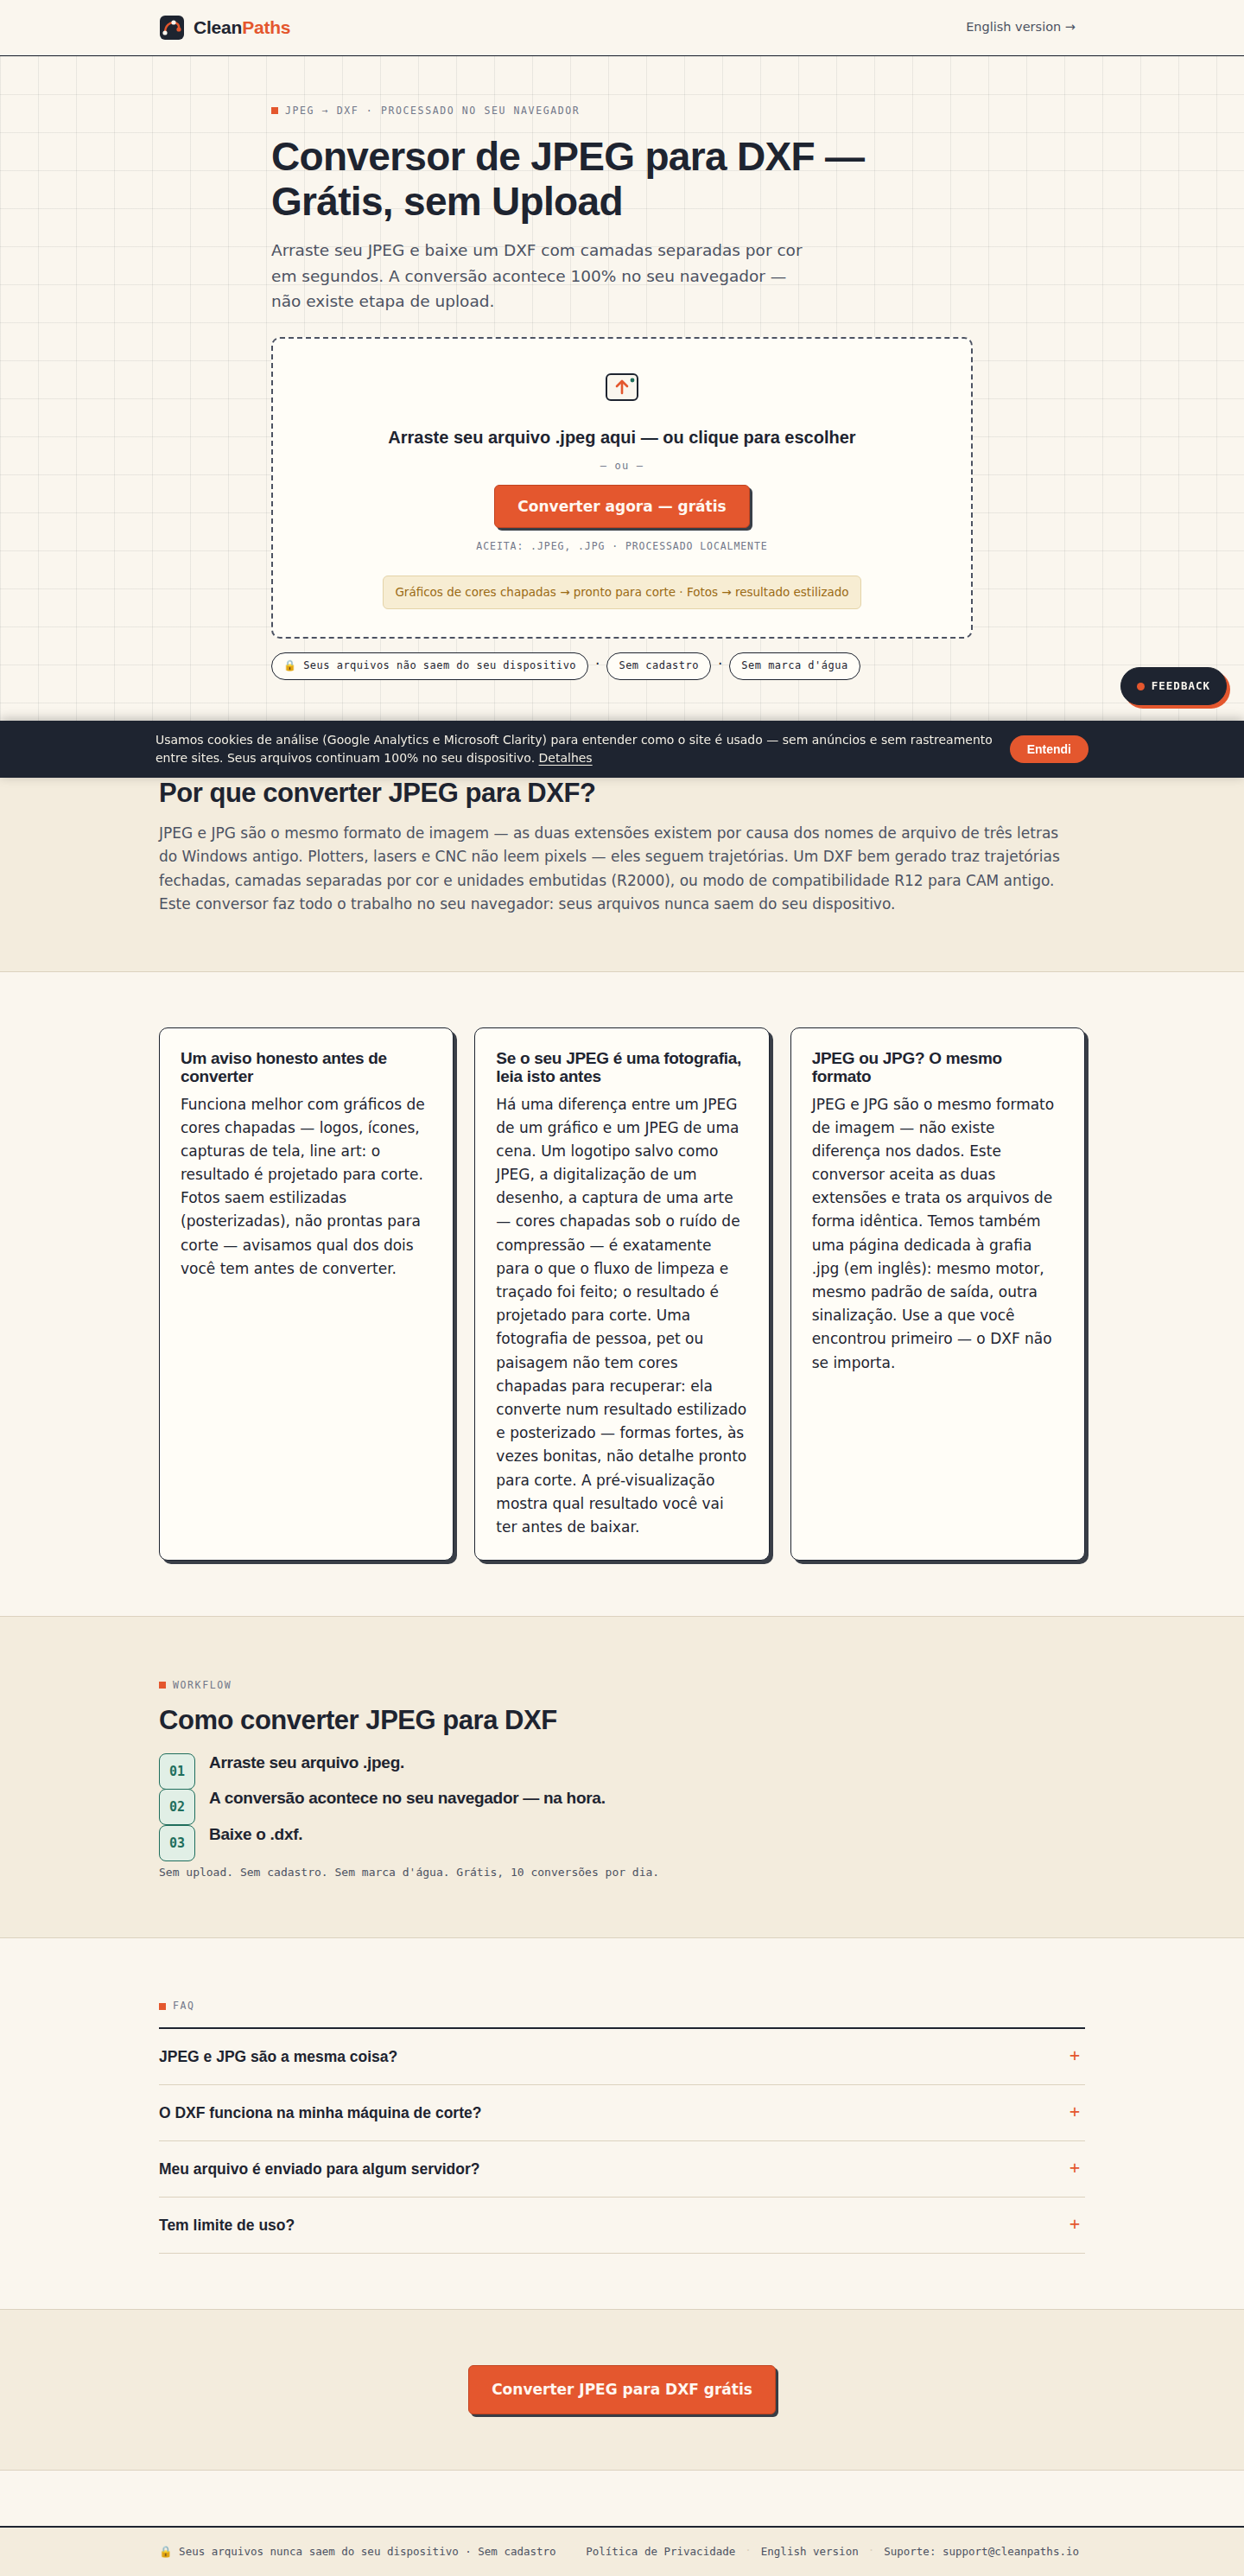 CleanPaths
English version →
JPEG → DXF · PROCESSADO NO SEU NAVEGADOR
Conversor de JPEG para DXF —
Grátis, sem Upload
Arraste seu JPEG e baixe um DXF com camadas separadas por cor
em segundos. A conversão acontece 100% no seu navegador —
não existe etapa de upload.
Arraste seu arquivo .jpeg aqui — ou clique para escolher
— ou —
Converter agora — grátis
ACEITA: .JPEG, .JPG · PROCESSADO LOCALMENTE
Gráficos de cores chapadas → pronto para corte · Fotos → resultado estilizado
🔒 Seus arquivos não saem do seu dispositivo · Sem cadastro · Sem marca d'água
FEEDBACK
Usamos cookies de análise (Google Analytics e Microsoft Clarity) para entender como o site é usado — sem anúncios e sem rastreamento
entre sites. Seus arquivos continuam 100% no seu dispositivo. Detalhes
Entendi
Por que converter JPEG para DXF?
JPEG e JPG são o mesmo formato de imagem — as duas extensões existem por causa dos nomes de arquivo de três letras
do Windows antigo. Plotters, lasers e CNC não leem pixels — eles seguem trajetórias. Um DXF bem gerado traz trajetórias
fechadas, camadas separadas por cor e unidades embutidas (R2000), ou modo de compatibilidade R12 para CAM antigo.
Este conversor faz todo o trabalho no seu navegador: seus arquivos nunca saem do seu dispositivo.
Um aviso honesto antes de
converter
Funciona melhor com gráficos de
cores chapadas — logos, ícones,
capturas de tela, line art: o
resultado é projetado para corte.
Fotos saem estilizadas
(posterizadas), não prontas para
corte — avisamos qual dos dois
você tem antes de converter.
Se o seu JPEG é uma fotografia,
leia isto antes
Há uma diferença entre um JPEG
de um gráfico e um JPEG de uma
cena. Um logotipo salvo como
JPEG, a digitalização de um
desenho, a captura de uma arte
— cores chapadas sob o ruído de
compressão — é exatamente
para o que o fluxo de limpeza e
traçado foi feito; o resultado é
projetado para corte. Uma
fotografia de pessoa, pet ou
paisagem não tem cores
chapadas para recuperar: ela
converte num resultado estilizado
e posterizado — formas fortes, às
vezes bonitas, não detalhe pronto
para corte. A pré-visualização
mostra qual resultado você vai
ter antes de baixar.
JPEG ou JPG? O mesmo
formato
JPEG e JPG são o mesmo formato
de imagem — não existe
diferença nos dados. Este
conversor aceita as duas
extensões e trata os arquivos de
forma idêntica. Temos também
uma página dedicada à grafia
.jpg (em inglês): mesmo motor,
mesmo padrão de saída, outra
sinalização. Use a que você
encontrou primeiro — o DXF não
se importa.
WORKFLOW
Como converter JPEG para DXF
01 Arraste seu arquivo .jpeg.
02 A conversão acontece no seu navegador — na hora.
03 Baixe o .dxf.
Sem upload. Sem cadastro. Sem marca d'água. Grátis, 10 conversões por dia.
FAQ
JPEG e JPG são a mesma coisa? +
O DXF funciona na minha máquina de corte? +
Meu arquivo é enviado para algum servidor? +
Tem limite de uso? +
Converter JPEG para DXF grátis
🔒 Seus arquivos nunca saem do seu dispositivo · Sem cadastro Política de Privacidade · English version · Suporte: support@cleanpaths.io